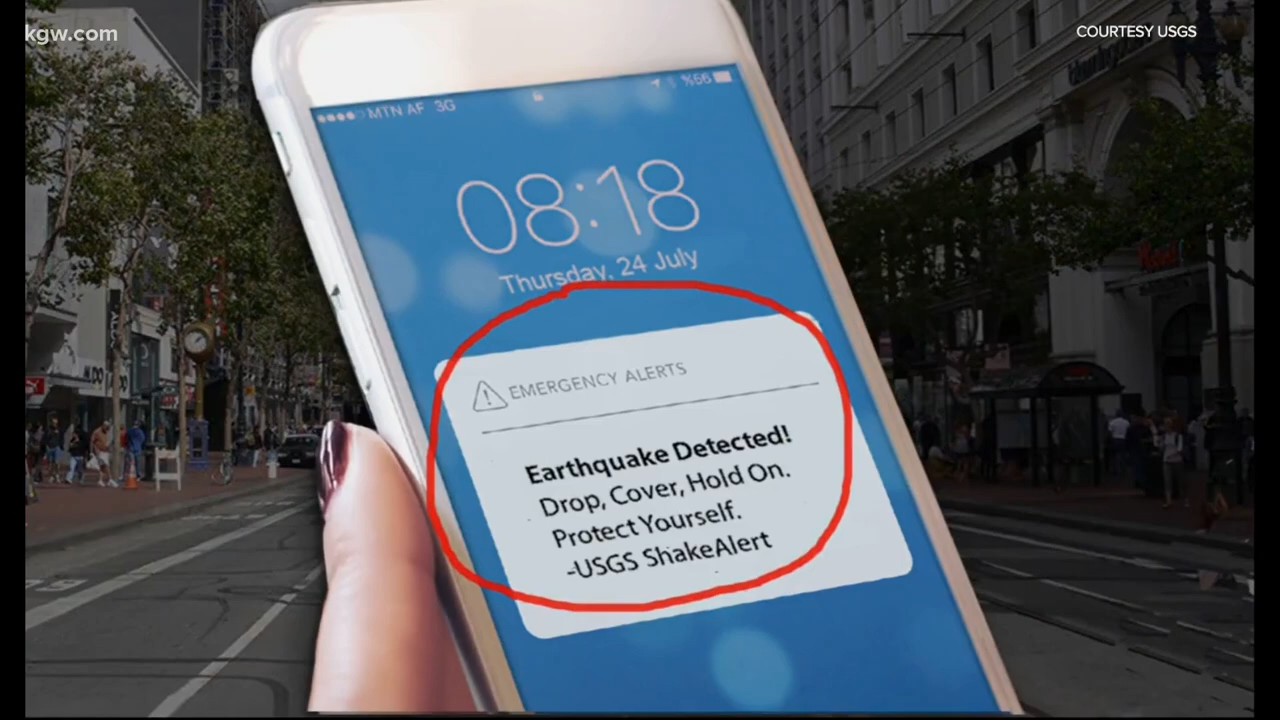 kgw.com
COURTESY USGS
MTN AF 3G
%56
08:18
Thursday, 24 July
EMERGENCY ALERTS
Earthquake Detected!
Drop, Cover, Hold On.
Protect Yourself.
-USGS ShakeAlert